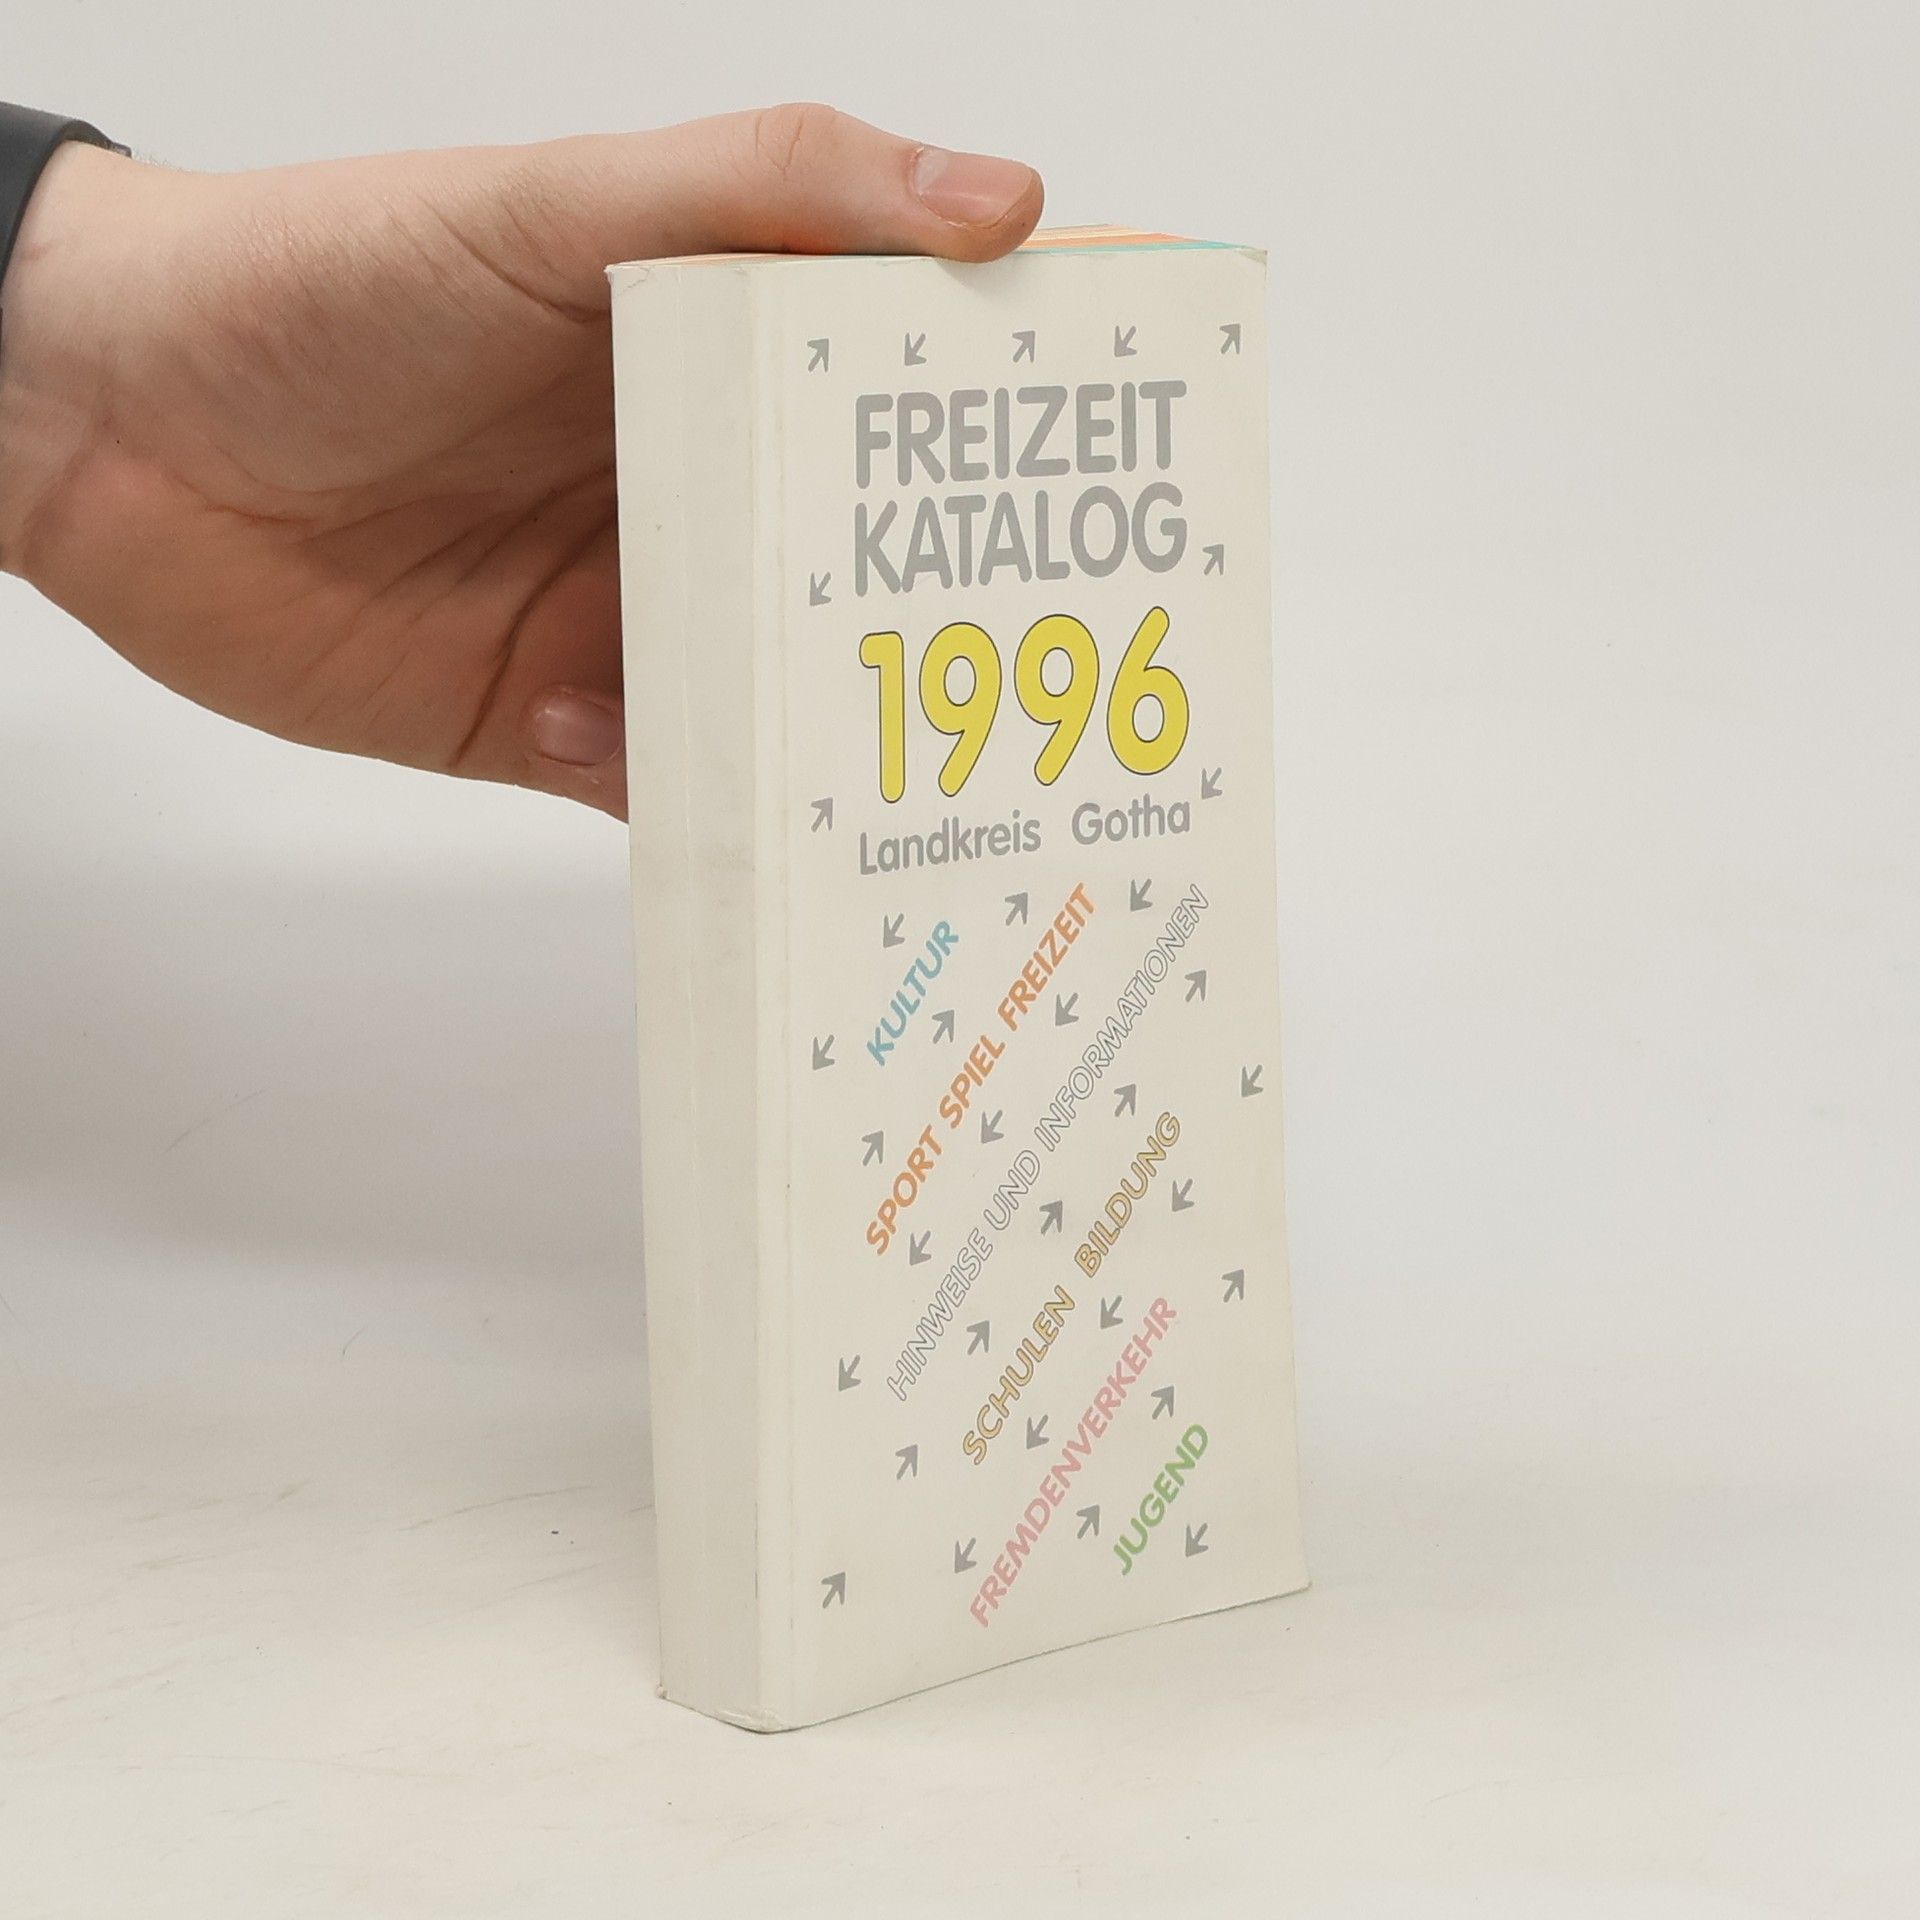 FREIZEIT
KATALOG
1996
Landkreis Gotha
KULTUR
SPORT SPIEL FREIZEIT
HINWEISE UND INFORMATIONEN
SCHULEN BILDUNG
FREMDENVERKEHR
JUGEND